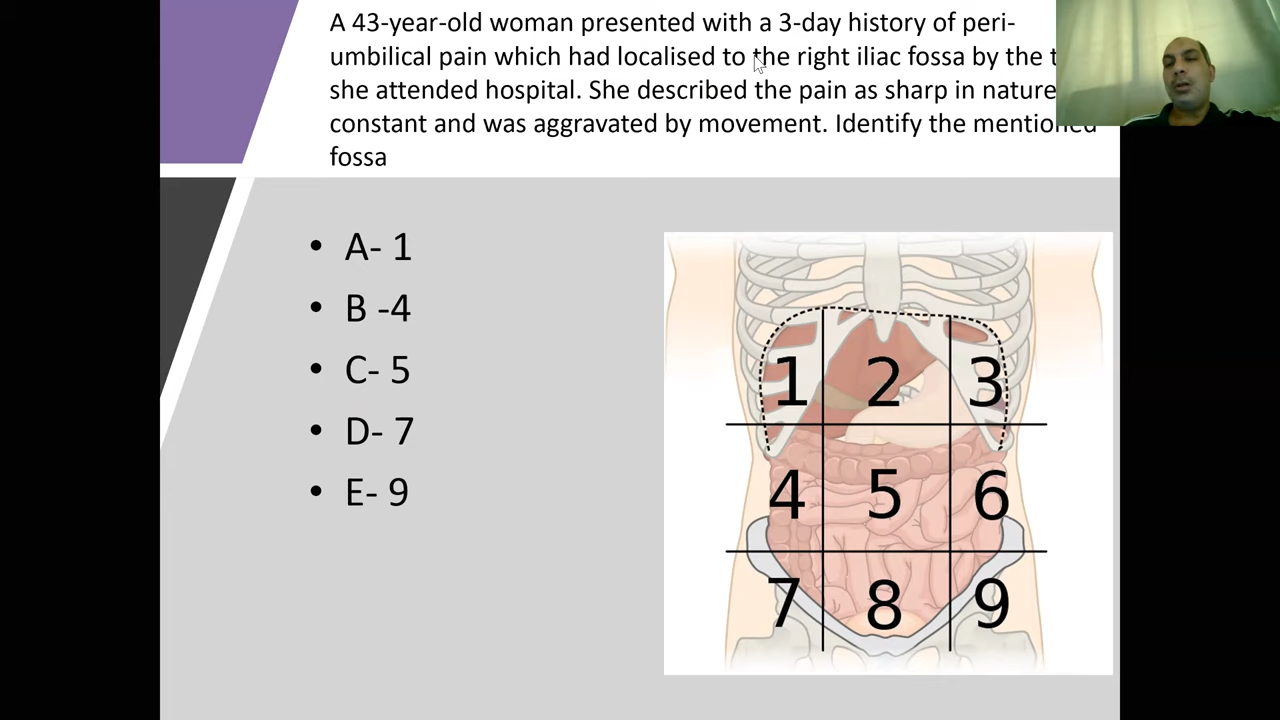 A 43-year-old woman presented with a 3-day history of peri-
umbilical pain which had localised to the right iliac fossa by the
she attended hospital. She described the pain as sharp in nature
constant and was aggravated by movement. Identify the mentioned
fossa
• A- 1
• B -4
• C- 5
• D- 7
• E- 9
1 2 3
4 5 6
7 8 9